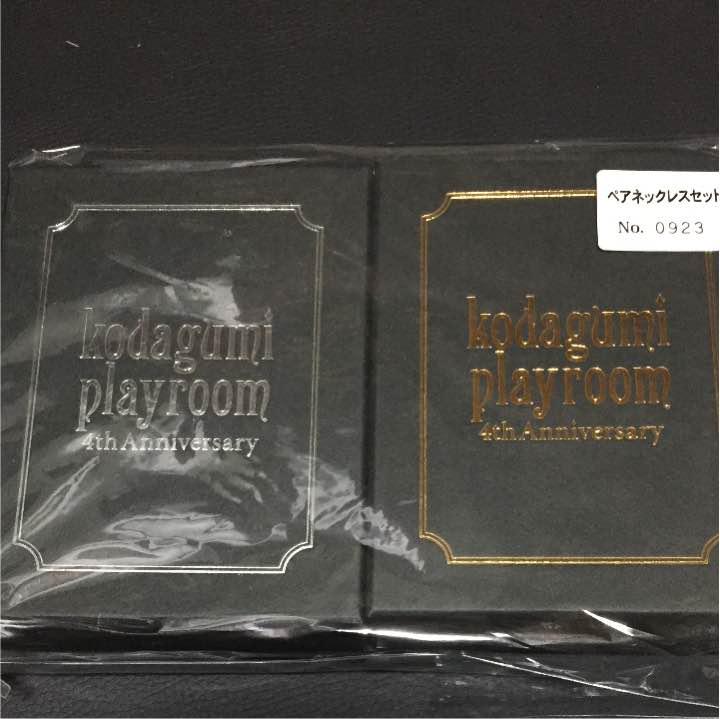 kodagumi
playroom
4th Anniversary
kodagumi
playroom
4th Anniversary
ペアネックレスセット
No. 0923